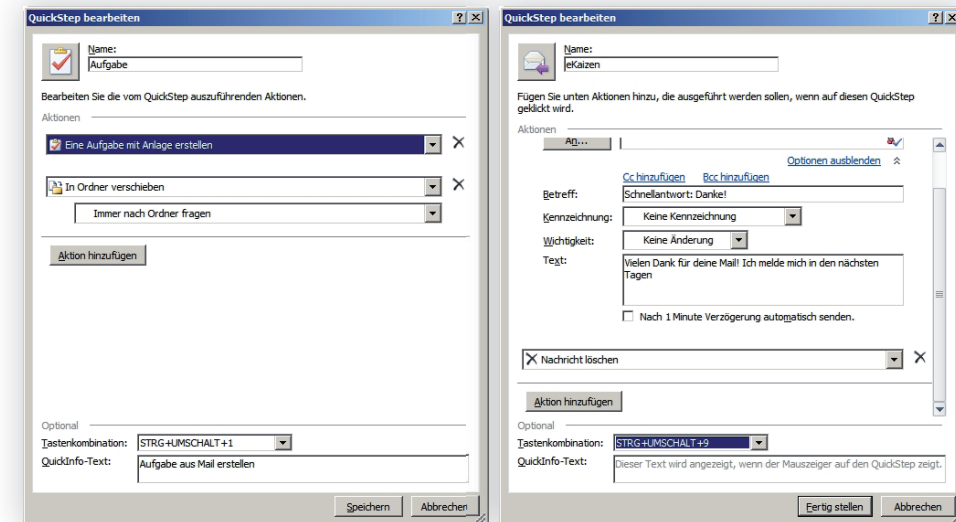 QuickStep bearbeiten
Name:
Aufgabe
Bearbeiten Sie die vom QuickStep auszuführenden Aktionen.
Aktionen
Eine Aufgabe mit Anlage erstellen
In Ordner verschieben
Immer nach Ordner fragen
Aktion hinzufügen
Optional
Tastenkombination: STRG+UMSCHALT+1
QuickInfo-Text: Aufgabe aus Mail erstellen
Speichern Abbrechen
QuickStep bearbeiten
Name:
eKaizen
Fügen Sie unten Aktionen hinzu, die ausgeführt werden sollen, wenn auf diesen QuickStep
geklickt wird.
Aktionen
An...
Optionen ausblenden
Cc hinzufügen Bcc hinzufügen
Betreff: Schnellantwort: Danke!
Kennzeichnung: Keine Kennzeichnung
Wichtigkeit: Keine Änderung
Text: Vielen Dank für deine Mail! Ich melde mich in den nächsten
Tagen
Nach 1 Minute Verzögerung automatisch senden.
Nachricht löschen
Aktion hinzufügen
Optional
Tastenkombination: STRG+UMSCHALT+9
QuickInfo-Text: Dieser Text wird angezeigt, wenn der Mauszeiger auf den QuickStep zeigt.
Fertig stellen Abbrechen